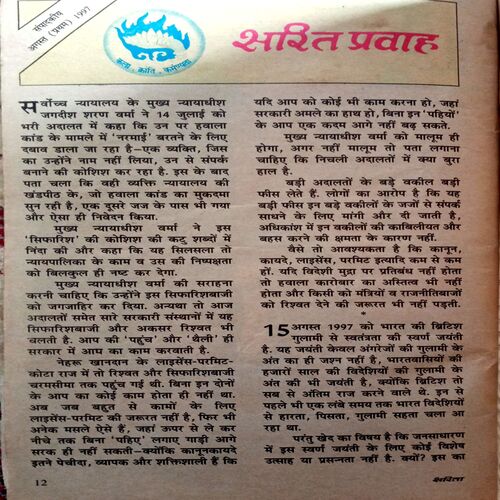 संपादकीय
अगस्त (प्रथम) 1997
कला . क्रांति . कर्मण्यता
सरित प्रवाह
सर्वोच्च न्यायालय के मुख्य न्यायाधीश
जगदीश शरण वर्मा ने 14 जुलाई को
भरी अदालत में कहा कि उन पर हवाला
कांड के मामले में ‘नरमाई’ बरतने के लिए
दबाव डाला जा रहा है–एक व्यक्ति, जिस
का उन्होंने नाम नहीं लिया, उन से संपर्क
बनाने की कोशिश कर रहा है. इस के बाद
पता चला कि वही व्यक्ति न्यायालय की
खंडपीठ के, जो हवाला कांड का मुकदमा
सुन रही है, एक दूसरे जज के पास भी गया
और ऐसा ही निवेदन किया.
मुख्य न्यायाधीश वर्मा ने इस
‘सिफारिश’ की कोशिश की कटु शब्दों में
निंदा की और कहा कि यह सिलसला तो
न्यायपालिका के काम व उस की निष्पक्षता
को बिलकुल ही नष्ट कर देगा.
मुख्य न्यायाधीश वर्मा की सराहना
करनी चाहिए कि उन्होंने इस सिफारिशबाजी
को जगजाहिर कर दिया. अन्यथा तो आज
अदालतों समेत सारे सरकारी संस्थानों में यह
सिफारिशबाजी और अकसर रिश्वत भी
चलती है. आप की ‘पहुंच’ और ‘थैली’ ही
सरकार में आप का काम करवाती है.
नेहरू खानदान के लाइसेंस-परमिट-
कोटा राज में तो रिश्वत और सिफारिशबाजी
चरमसीमा तक पहुंच गई थी. बिना इन दोनों
के आप का कोई काम होता ही नहीं था.
अब जब बहुत से कामों के लिए
लाइसेंस-परमिट की जरूरत नहीं है, फिर भी
अनेक मसले ऐसे हैं, जहां ऊपर से ले कर
नीचे तक बिना ‘पहिए’ लगाए गाड़ी आगे
सरक ही नहीं सकती–क्योंकि कानूनकायदे
इतने पेचीदा, व्यापक और शक्तिशाली हैं कि
यदि आप को कोई भी काम करना हो, जहां
सरकारी अमले का हाथ हो, बिना इन ‘पहियों’
के आप एक कदम आगे नहीं बढ़ सकते.
मुख्य न्यायाधीश वर्मा को मालूम ही
होगा, अगर नहीं मालूम तो पता लगाना
चाहिए कि निचली अदालतों में क्या बुरा
हाल है.
बड़ी अदालतों के बड़े वकील बड़ी
फीस लेते हैं. लोगों का आरोप है कि यह
बड़ी फीस इन बड़े वकीलों के जजों से संपर्क
साधने के लिए मांगी और दी जाती है,
अधिकांश में इन वकीलों की काबिलीयत और
बहस करने की क्षमता के कारण नहीं.
वैसे तो आवश्यकता है कि कानून,
कायदे, लाइसेंस, परमिट इत्यादि कम से कम
हों. यदि विदेशी मुद्रा पर प्रतिबंध नहीं होता
तो हवाला कारोबार का अस्तित्व भी नहीं
होता और किसी को मंत्रियों व राजनीतिबाजों
को रिश्वत देने की जरूरत भी नहीं पड़ती.
15 अगस्त 1997 को भारत की ब्रिटिश
गुलामी से स्वतंत्रता की स्वर्ण जयंती
है. यह जयंती केवल अंगरेजों की गुलामी के
अंत का ही जशन नहीं है, भारतवासियों की
हजारों साल की विदेशियों की गुलामी के
अंत की भी जयंती है, क्योंकि ब्रिटिश तो
सब से अंतिम राज करने वाले थे. इन से
पहले भी एक लंबे समय तक भारत विदेशियों
से हारता, पिसता, गुलामी सहता चला आ
रहा था.
परंतु खेद का विषय है कि जनसाधारण
में इस स्वर्ण जयंती के लिए कोई विशेष
उत्साह या प्रसन्नता नहीं है. क्यों? इस का
12
सरिता